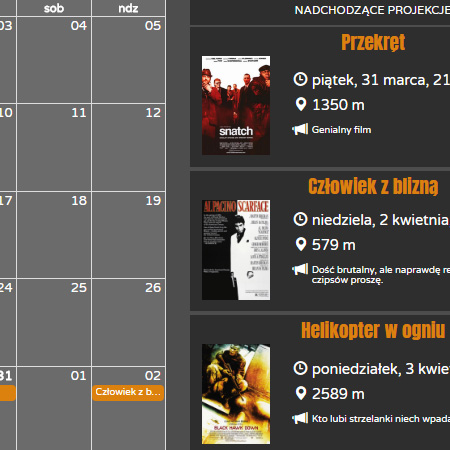 sob ndz
03 04 05
10 11 12
17 18 19
24 25 26
31 01 02
Człowiek z b...
NADCHODZĄCE PROJEKCJE
Przekręt
snatch
piątek, 31 marca, 21
1350 m
Genialny film
Człowiek z blizną
AL PACINO SCARFACE
niedziela, 2 kwietnia
579 m
Dość brutalny, ale naprawdę re
czipsów proszę.
Helikopter w ogniu
BLACK HAWK DOWN
poniedziałek, 3 kwie
2589 m
Kto lubi strzelanki niech wpada